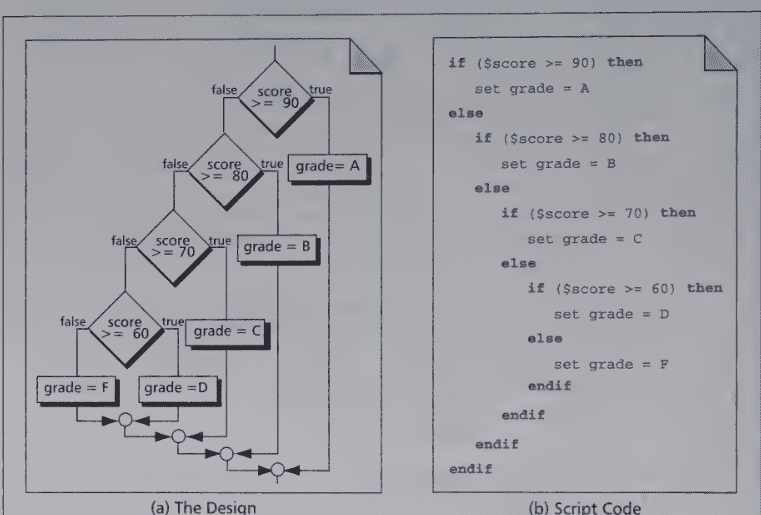 score
>= 90
false
true
score
>= 80
false
true
grade= A
score
>= 70
false
true
grade = B
score
>= 60
false
true
grade = C
grade = F
grade =D
(a) The Design
if ($score >= 90) then
set grade = A
else
if ($score >= 80) then
set grade = B
else
if ($score >= 70) then
set grade = C
else
if ($score >= 60) then
set grade = D
else
set grade = F
endif
endif
endif
endif
(b) Script Code